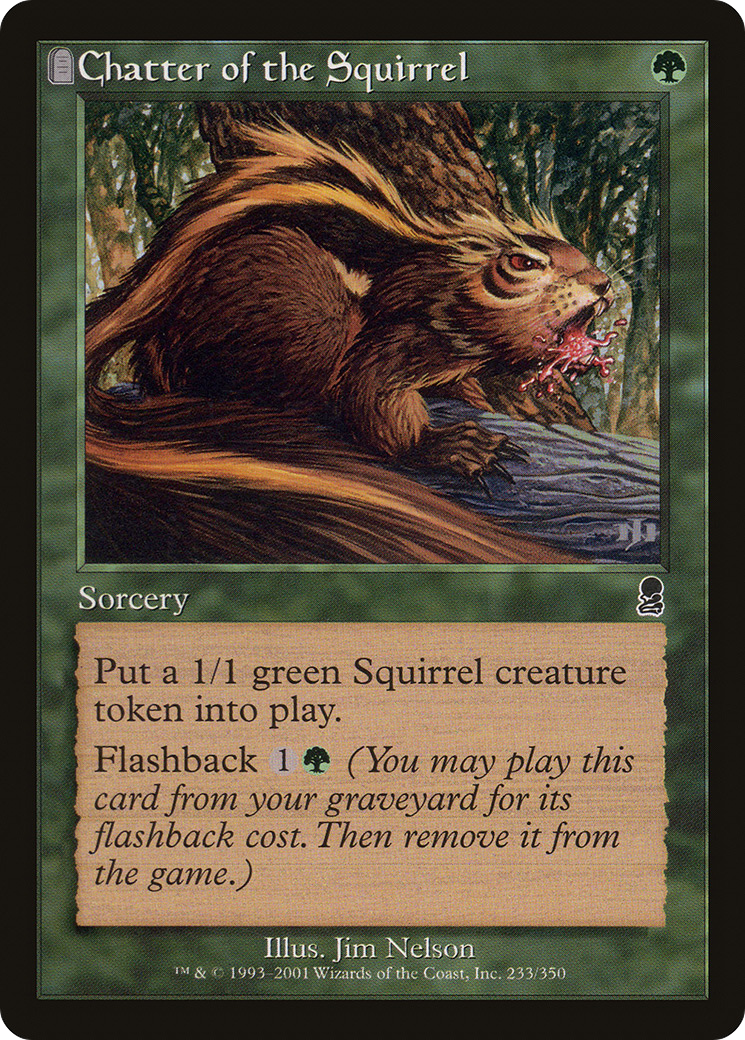 Chatter of the Squirrel
Sorcery
Put a 1/1 green Squirrel creature
token into play.
Flashback 1 (You may play this
card from your graveyard for its
flashback cost. Then remove it from
the game.)
Illus. Jim Nelson
™ & © 1993–2001 Wizards of the Coast, Inc. 233/350